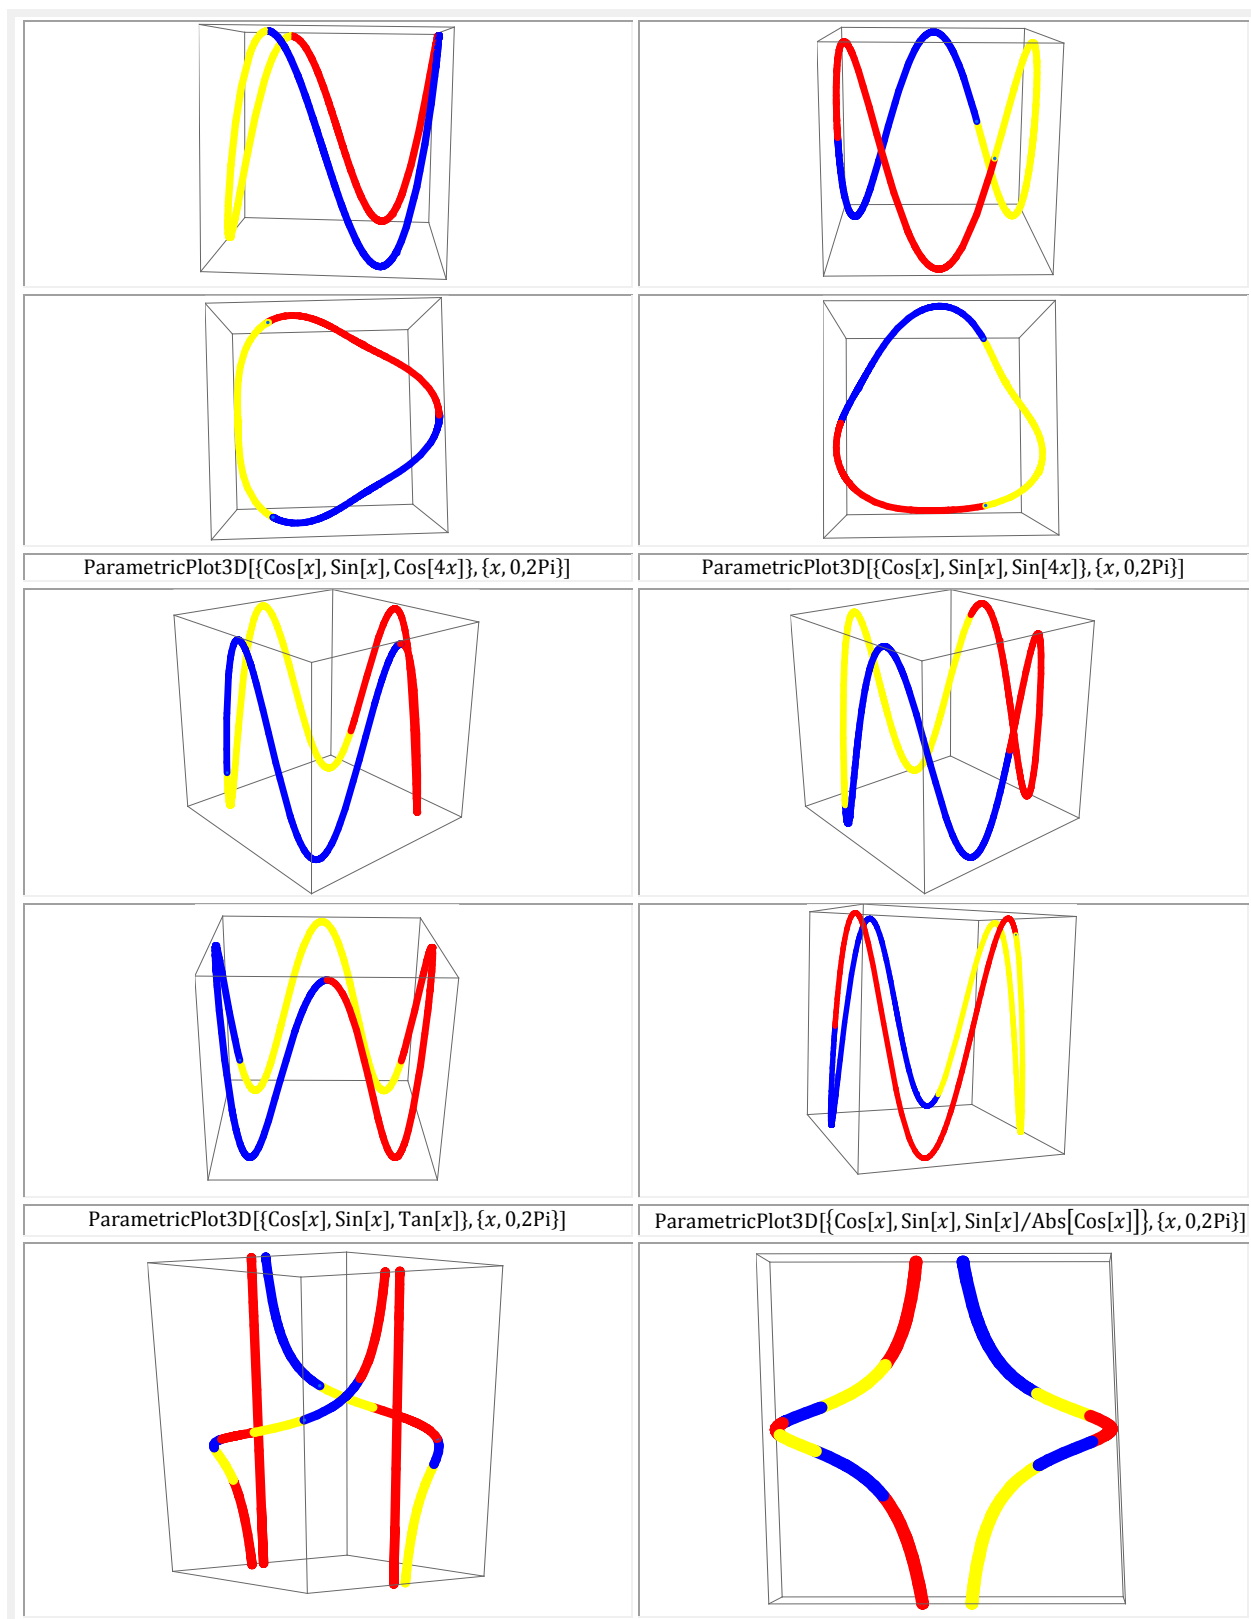 ParametricPlot3D[{Cos[x], Sin[x], Cos[4x]}, {x, 0,2Pi}]
ParametricPlot3D[{Cos[x], Sin[x], Sin[4x]}, {x, 0,2Pi}]
ParametricPlot3D[{Cos[x], Sin[x], Tan[x]}, {x, 0,2Pi}]
ParametricPlot3D[{Cos[x], Sin[x], Sin[x]/Abs[Cos[x]]}, {x, 0,2Pi}]